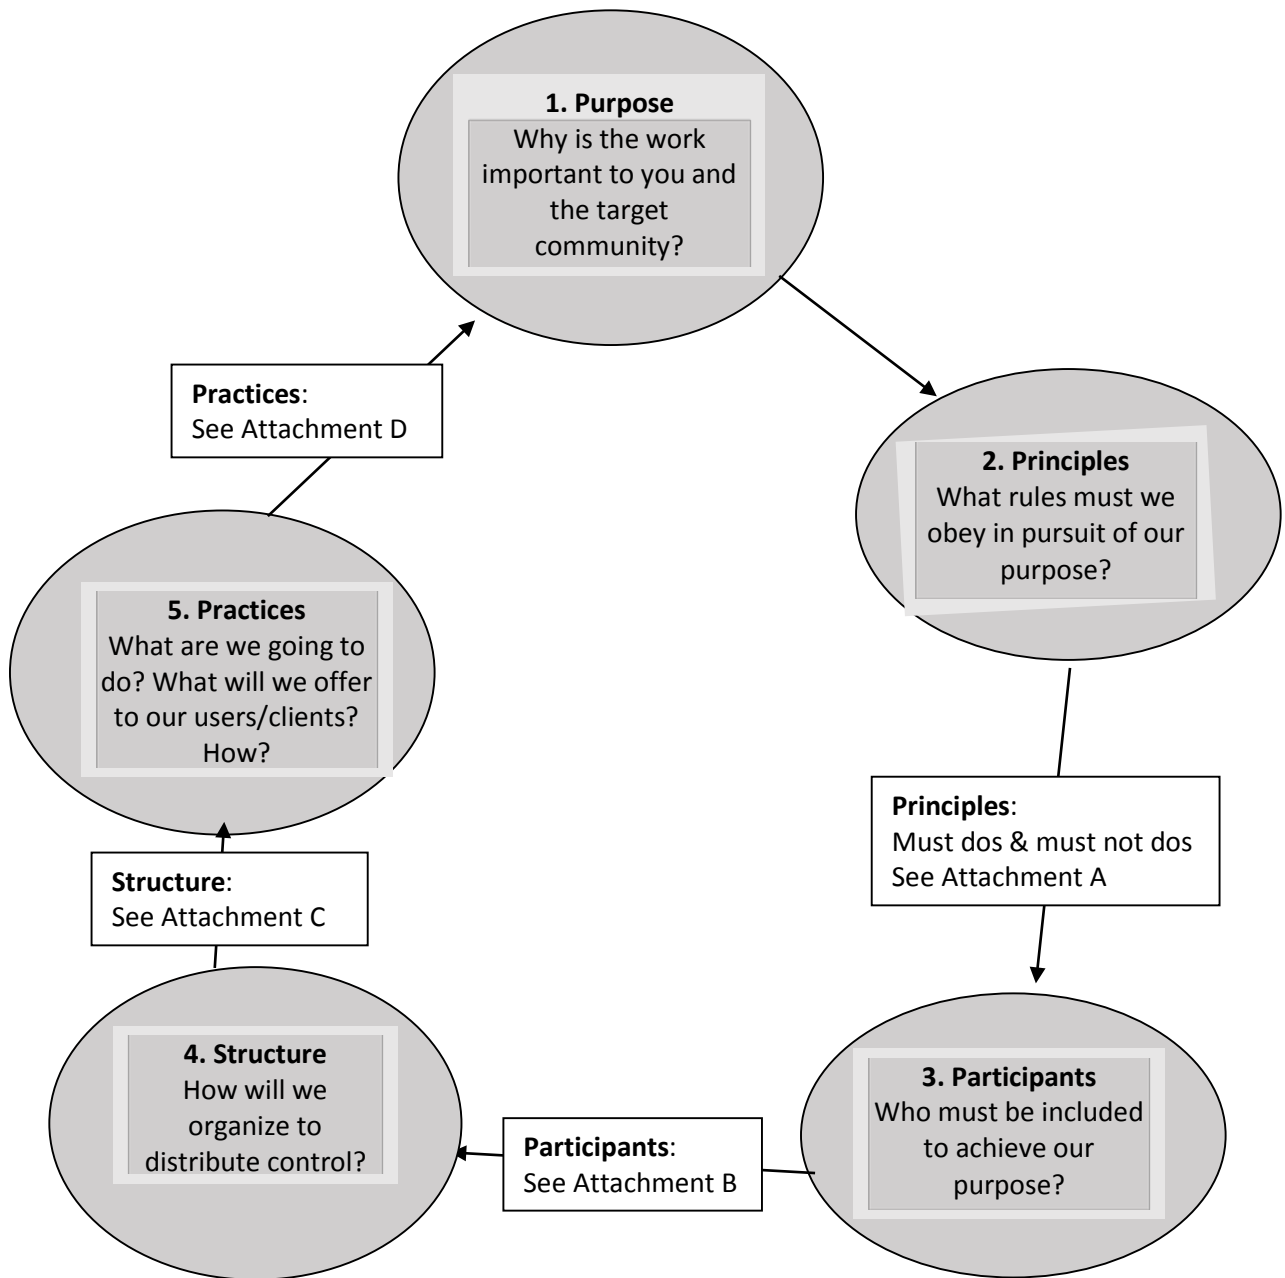 1. Purpose
Why is the work
important to you and
the target
community?
2. Principles
What rules must we
obey in pursuit of our
purpose?
Principles:
Must dos & must not dos
See Attachment A
3. Participants
Who must be included
to achieve our
purpose?
Participants:
See Attachment B
4. Structure
How will we
organize to
distribute control?
Structure:
See Attachment C
5. Practices
What are we going to
do? What will we offer
to our users/clients?
How?
Practices:
See Attachment D